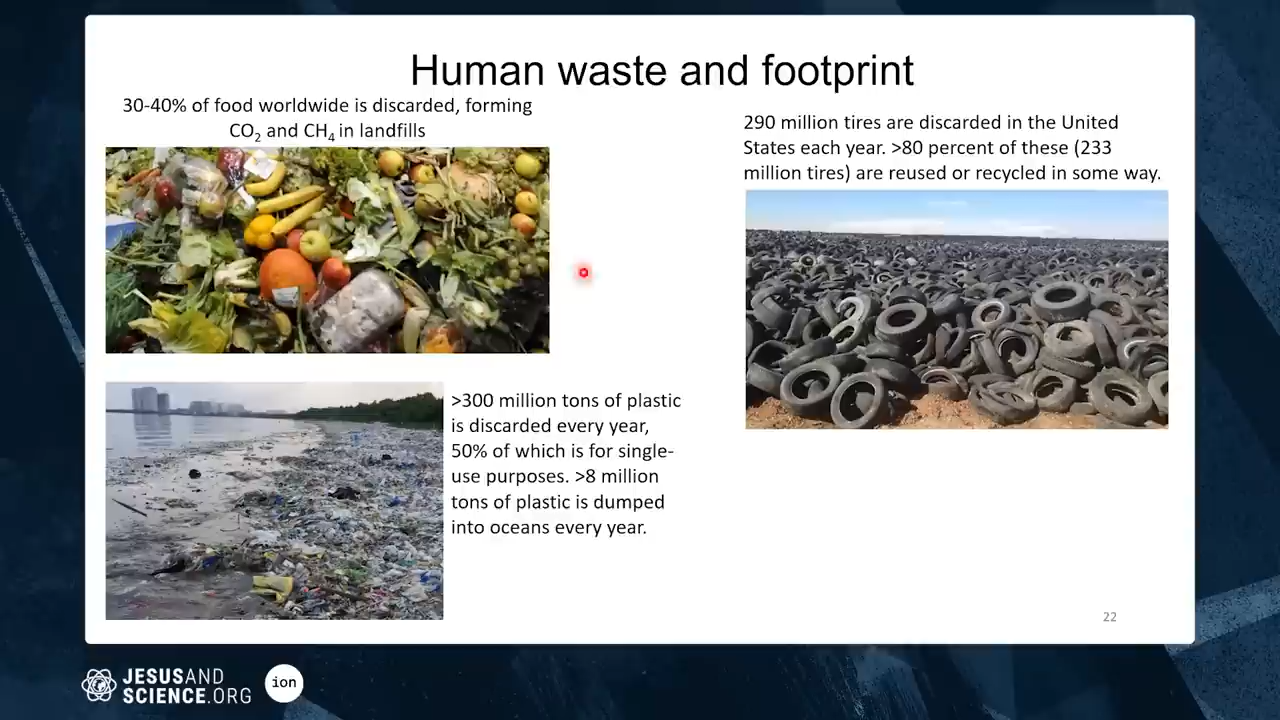 Human waste and footprint
30-40% of food worldwide is discarded, forming
CO₂ and CH₄ in landfills
290 million tires are discarded in the United
States each year. >80 percent of these (233
million tires) are reused or recycled in some way.
>300 million tons of plastic
is discarded every year,
50% of which is for single-
use purposes. >8 million
tons of plastic is dumped
into oceans every year.
22
JESUSAND
SCIENCE.ORG
ion